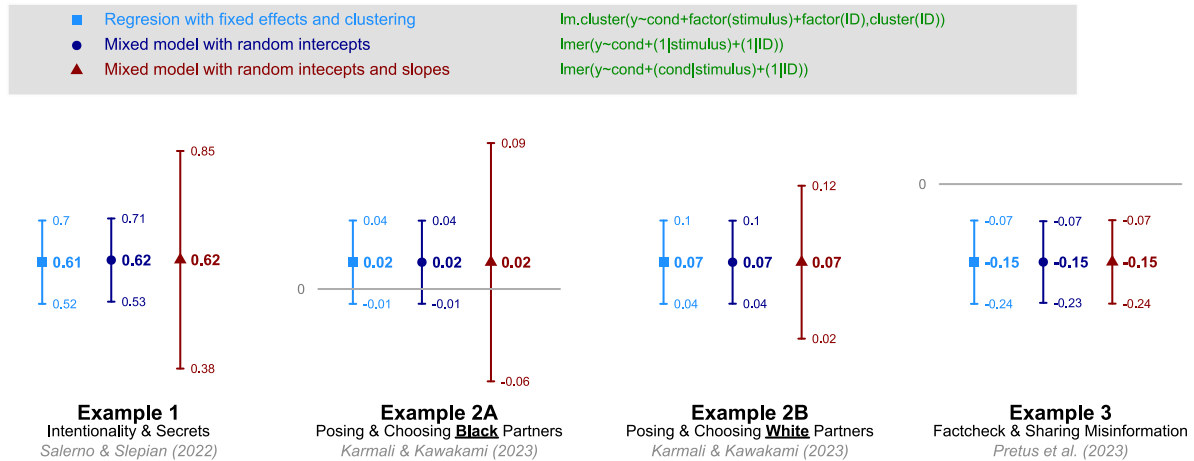 Regresion with fixed effects and clustering lm.cluster(y~cond+factor(stimulus)+factor(ID),cluster(ID))
Mixed model with random intercepts lmer(y~cond+(1|stimulus)+(1|ID))
Mixed model with random intecepts and slopes lmer(y~cond+(cond|stimulus)+(1|ID))
0.7
0.61
0.52
0.71
0.62
0.53
0.85
0.62
0.38
Example 1
Intentionality & Secrets
Salerno & Slepian (2022)
0
0.04
0.02
-0.01
0.04
0.02
-0.01
0.09
0.02
-0.06
Example 2A
Posing & Choosing Black Partners
Karmali & Kawakami (2023)
0.1
0.07
0.04
0.1
0.07
0.04
0.12
0.07
0.02
Example 2B
Posing & Choosing White Partners
Karmali & Kawakami (2023)
0
-0.07
-0.15
-0.24
-0.07
-0.15
-0.23
-0.07
-0.15
-0.24
Example 3
Factcheck & Sharing Misinformation
Pretus et al. (2023)